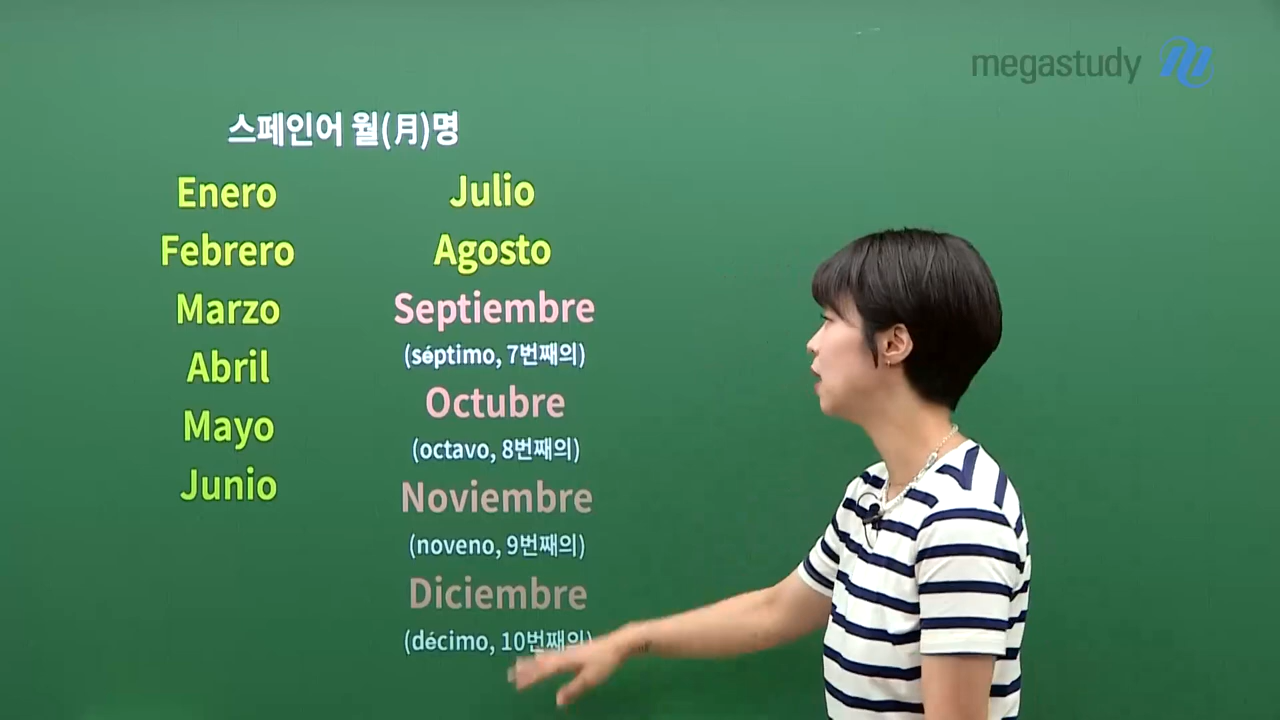 megastudy
스페인어 월(月)명
Enero
Febrero
Marzo
Abril
Mayo
Junio
Julio
Agosto
Septiembre
(séptimo, 7번째의)
Octubre
(octavo, 8번째의)
Noviembre
(noveno, 9번째의)
Diciembre
(décimo, 10번째의)